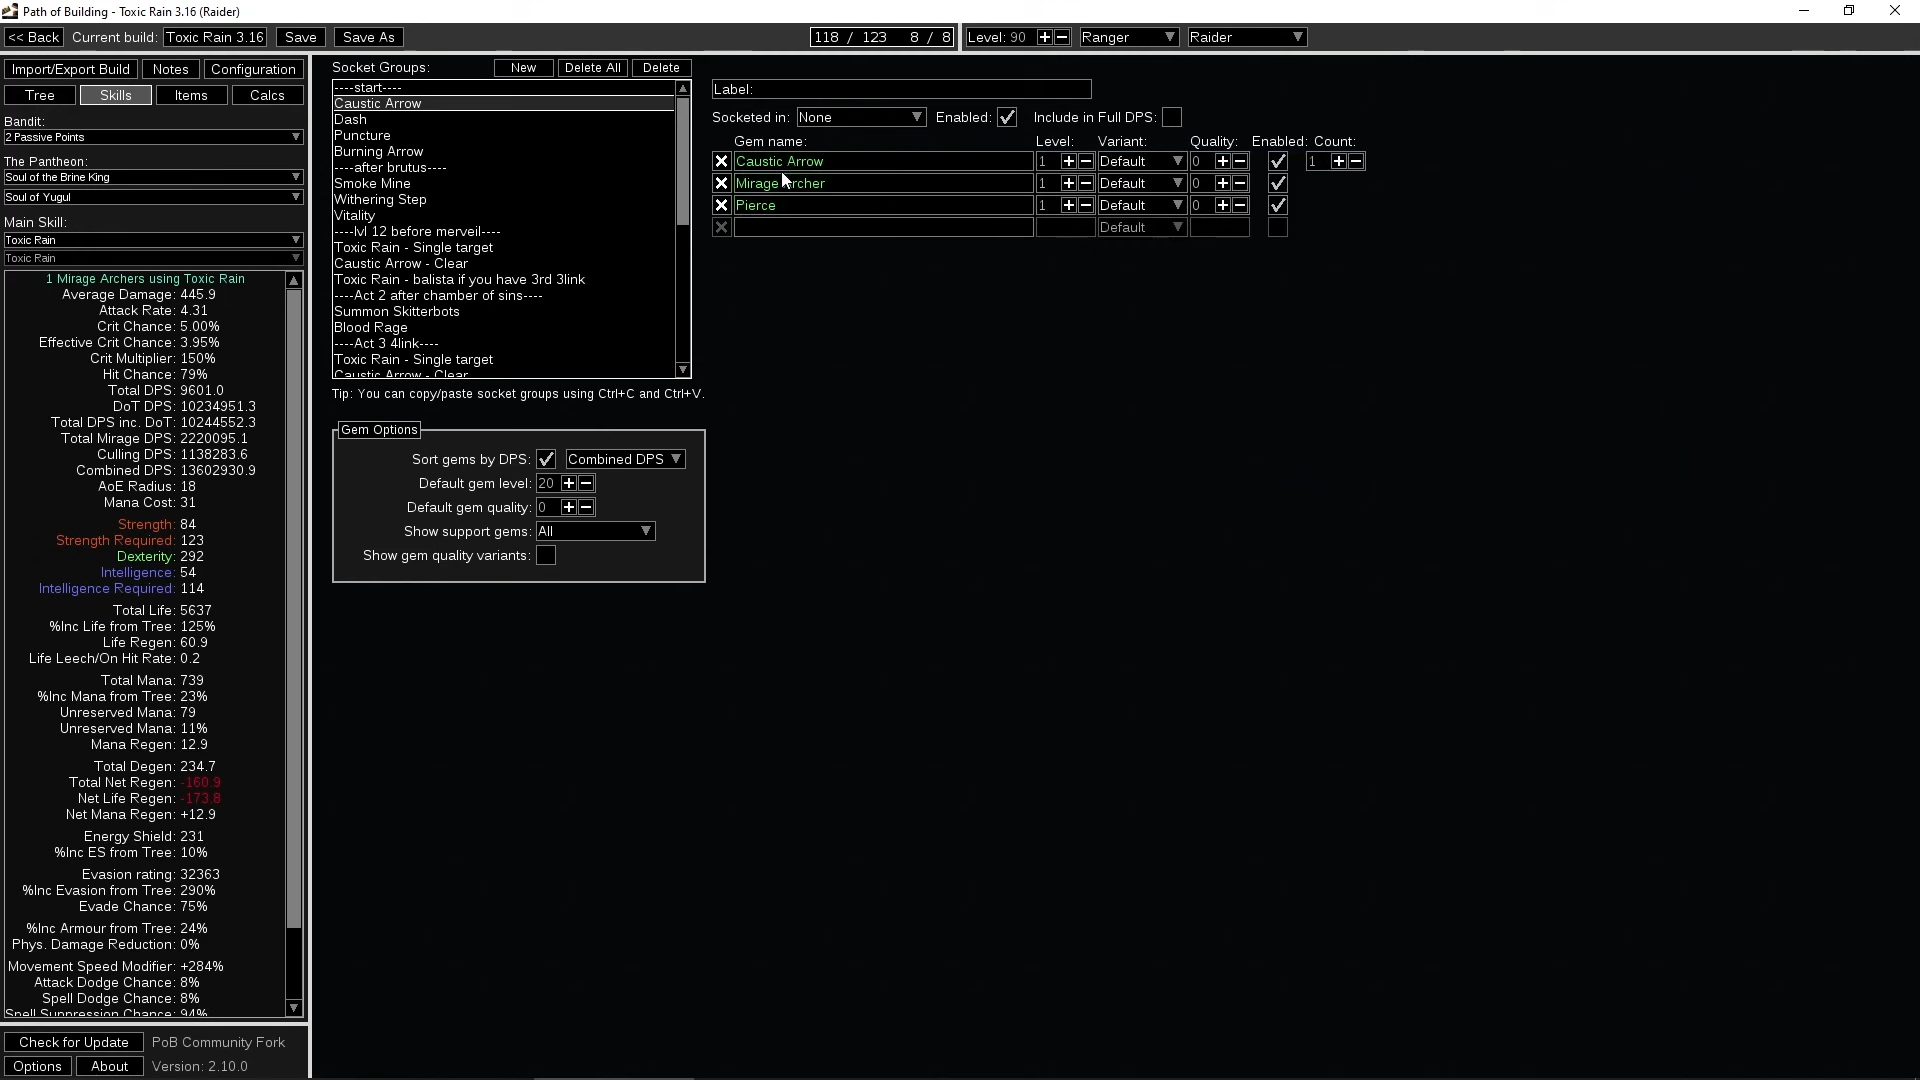 Path of Building - Toxic Rain 3.16 (Raider)
<< Back Current build: Toxic Rain 3.16 Save Save As 118 / 123 8 / 8 Level: 90 Ranger Raider
Import/Export Build Notes Configuration
Tree Skills Items Calcs
Bandit:
2 Passive Points
The Pantheon:
Soul of the Brine King
Soul of Yugul
Main Skill:
Toxic Rain
Toxic Rain
1 Mirage Archers using Toxic Rain
Average Damage: 445.9
Attack Rate: 4.31
Crit Chance: 5.00%
Effective Crit Chance: 3.95%
Crit Multiplier: 150%
Hit Chance: 79%
Total DPS: 9601.0
DoT DPS: 10234951.3
Total DPS inc. DoT: 10244552.3
Total Mirage DPS: 2220095.1
Culling DPS: 1138283.6
Combined DPS: 13602930.9
AoE Radius: 18
Mana Cost: 31
Strength: 84
Strength Required: 123
Dexterity: 292
Intelligence: 54
Intelligence Required: 114
Total Life: 5637
%Inc Life from Tree: 125%
Life Regen: 60.9
Life Leech/On Hit Rate: 0.2
Total Mana: 739
%Inc Mana from Tree: 23%
Unreserved Mana: 79
Unreserved Mana: 11%
Mana Regen: 12.9
Total Degen: 234.7
Total Net Regen: -160.9
Net Life Regen: -173.8
Net Mana Regen: +12.9
Energy Shield: 231
%Inc ES from Tree: 10%
Evasion rating: 32363
%Inc Evasion from Tree: 290%
Evade Chance: 75%
%Inc Armour from Tree: 24%
Phys. Damage Reduction: 0%
Movement Speed Modifier: +284%
Attack Dodge Chance: 8%
Spell Dodge Chance: 8%
Spell Suppression Chance: 94%
Check for Update PoB Community Fork
Options About Version: 2.10.0
Socket Groups: New Delete All Delete
----start----
Caustic Arrow
Dash
Puncture
Burning Arrow
----after brutus----
Smoke Mine
Withering Step
Vitality
----lvl 12 before merveil----
Toxic Rain - Single target
Caustic Arrow - Clear
Toxic Rain - balista if you have 3rd 3link
----Act 2 after chamber of sins----
Summon Skitterbots
Blood Rage
----Act 3 4link----
Toxic Rain - Single target
Caustic Arrow - Clear
Tip: You can copy/paste socket groups using Ctrl+C and Ctrl+V.
Gem Options
Sort gems by DPS: Combined DPS
Default gem level: 20
Default gem quality: 0
Show support gems: All
Show gem quality variants:
Label:
Socketed in: None Enabled: Include in Full DPS:
Gem name: Level: Variant: Quality: Enabled: Count:
Caustic Arrow 1 Default 0 1
Mirage Archer 1 Default 0
Pierce 1 Default 0
Default